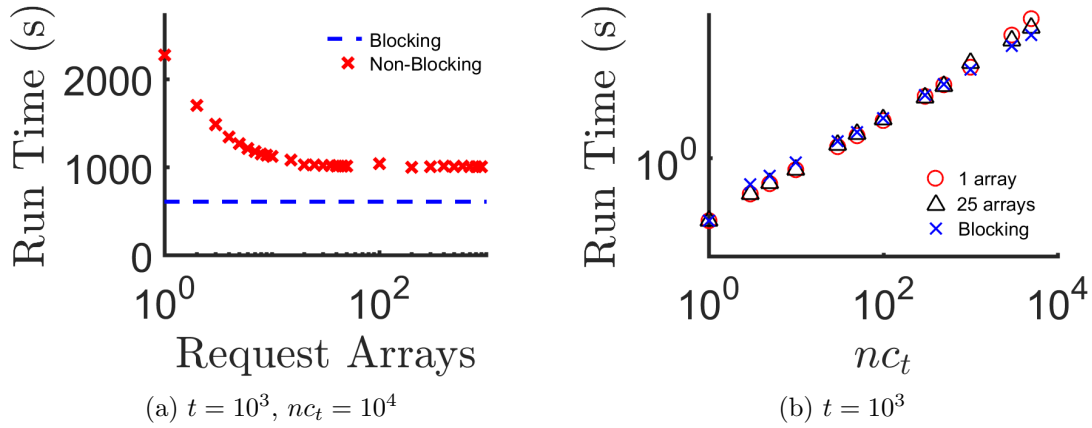 Run Time (s)
2000
1000
0
10^0
10^2
Request Arrays
Blocking
Non-Blocking
(a) t = 10^3, nc_t = 10^4
Run Time (s)
10^0
10^0
10^2
10^4
nc_t
1 array
25 arrays
Blocking
(b) t = 10^3